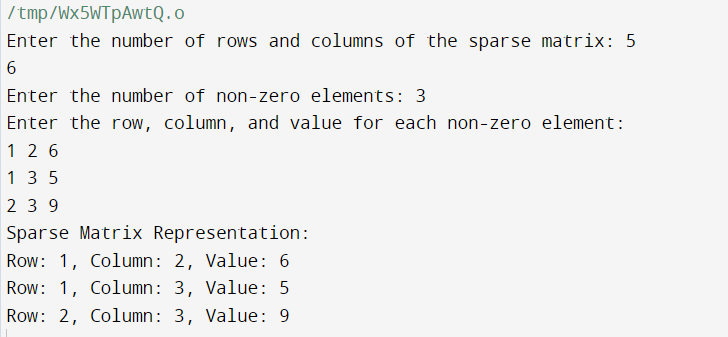 /tmp/Wx5WTpAwtQ.o
Enter the number of rows and columns of the sparse matrix: 5
6
Enter the number of non-zero elements: 3
Enter the row, column, and value for each non-zero element:
1 2 6
1 3 5
2 3 9
Sparse Matrix Representation:
Row: 1, Column: 2, Value: 6
Row: 1, Column: 3, Value: 5
Row: 2, Column: 3, Value: 9